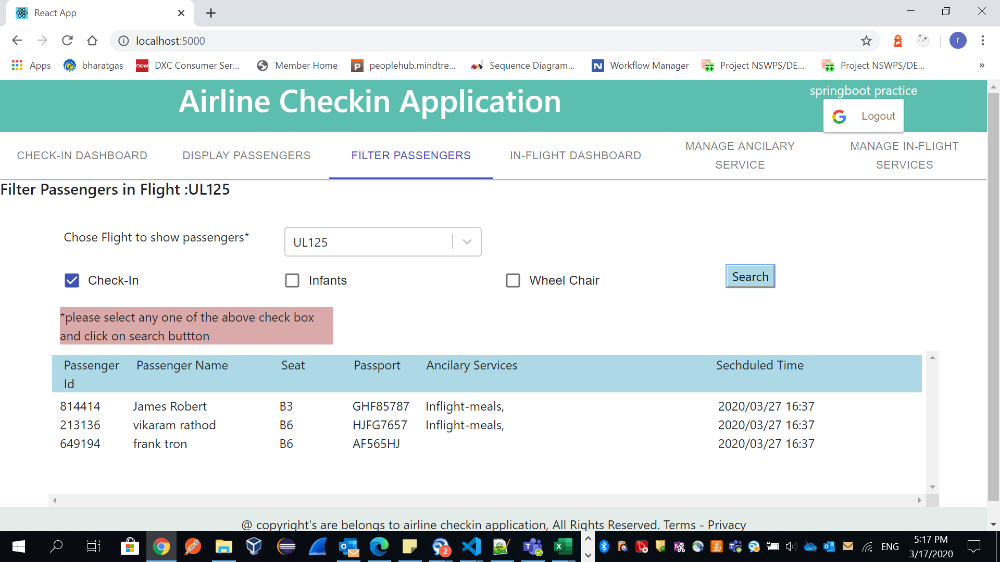 React App
localhost:5000
r
Apps
bharatgas
now
DXC Consumer Ser...
Member Home
P
peoplehub.mindtre...
Sequence Diagram...
N
Workflow Manager
Project NSWPS/DE...
Project NSWPS/DE...
»
Airline Checkin Application
springboot practice
Logout
CHECK-IN DASHBOARD
DISPLAY PASSENGERS
FILTER PASSENGERS
IN-FLIGHT DASHBOARD
MANAGE ANCILARY
SERVICE
MANAGE IN-FLIGHT
SERVICES
Filter Passengers in Flight :UL125
Chose Flight to show passengers*
UL125
Check-In
Infants
Wheel Chair
Search
*please select any one of the above check box
and click on search buttton
Passenger Id
Passenger Name
Seat
Passport
Ancilary Services
Sechduled Time
814414 James Robert B3 GHF85787 Inflight-meals, 2020/03/27 16:37
213136 vikaram rathod B6 HJFG7657 Inflight-meals, 2020/03/27 16:37
649194 frank tron B6 AF565HJ 2020/03/27 16:37
@ copyright's are belongs to airline checkin application, All Rights Reserved. Terms - Privacy
2
ENG
5:17 PM
3/17/2020